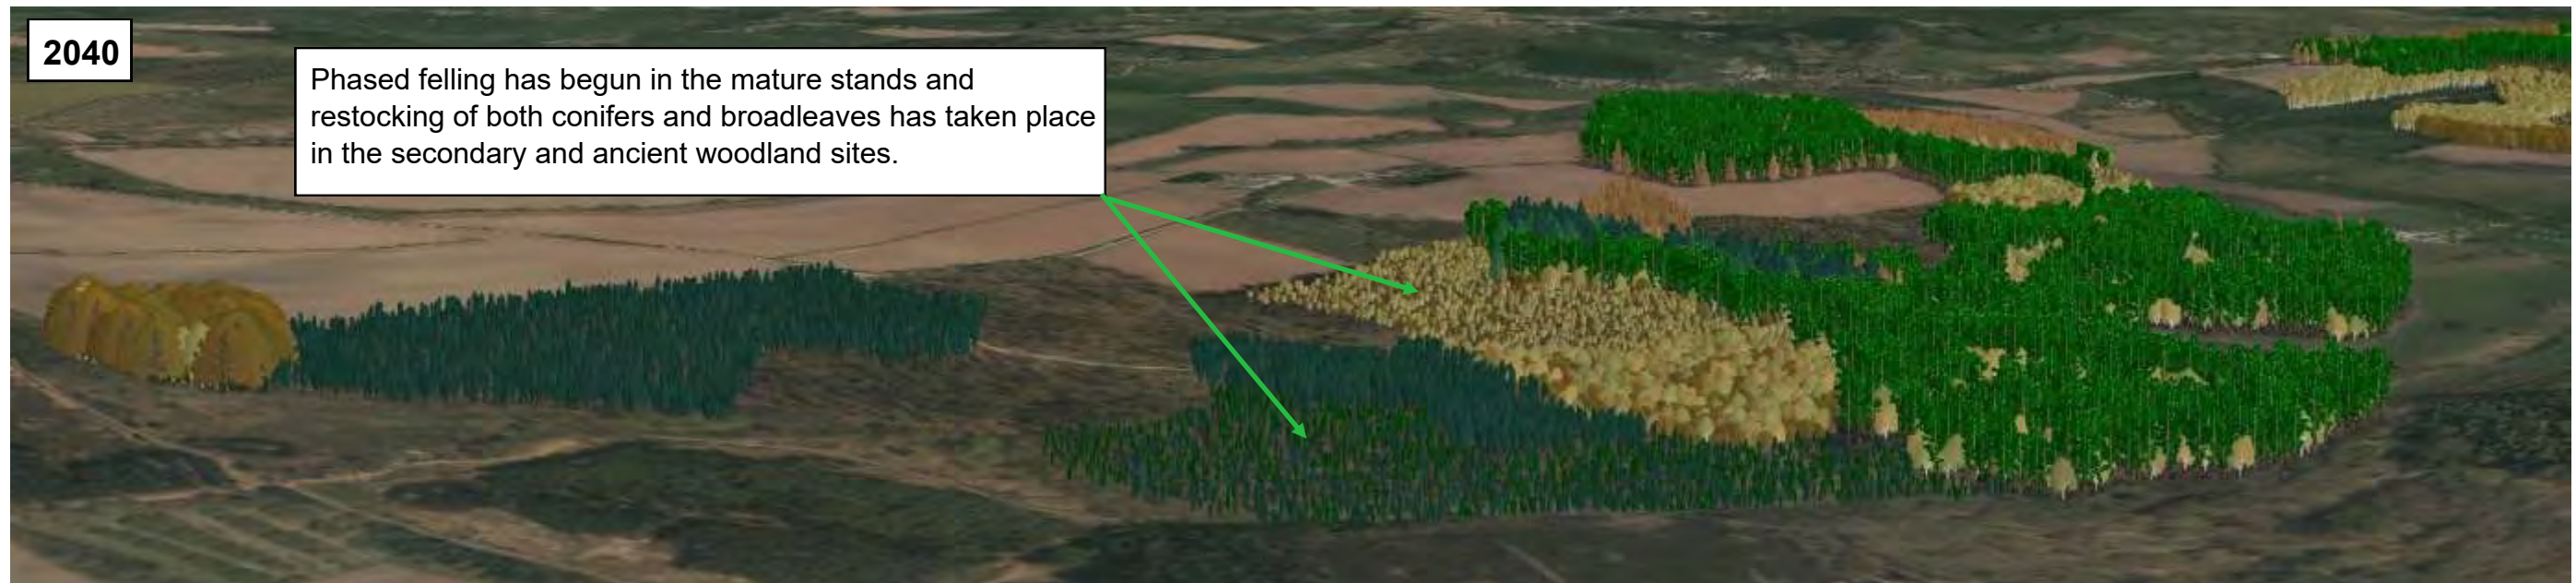 2040
Phased felling has begun in the mature stands and
restocking of both conifers and broadleaves has taken place
in the secondary and ancient woodland sites.